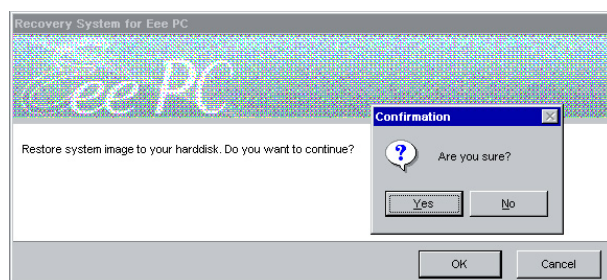 Recovery System for Eee PC
Eee PC
Confirmation
Restore system image to your harddisk. Do you want to continue?
Are you sure?
Yes
No
OK
Cancel